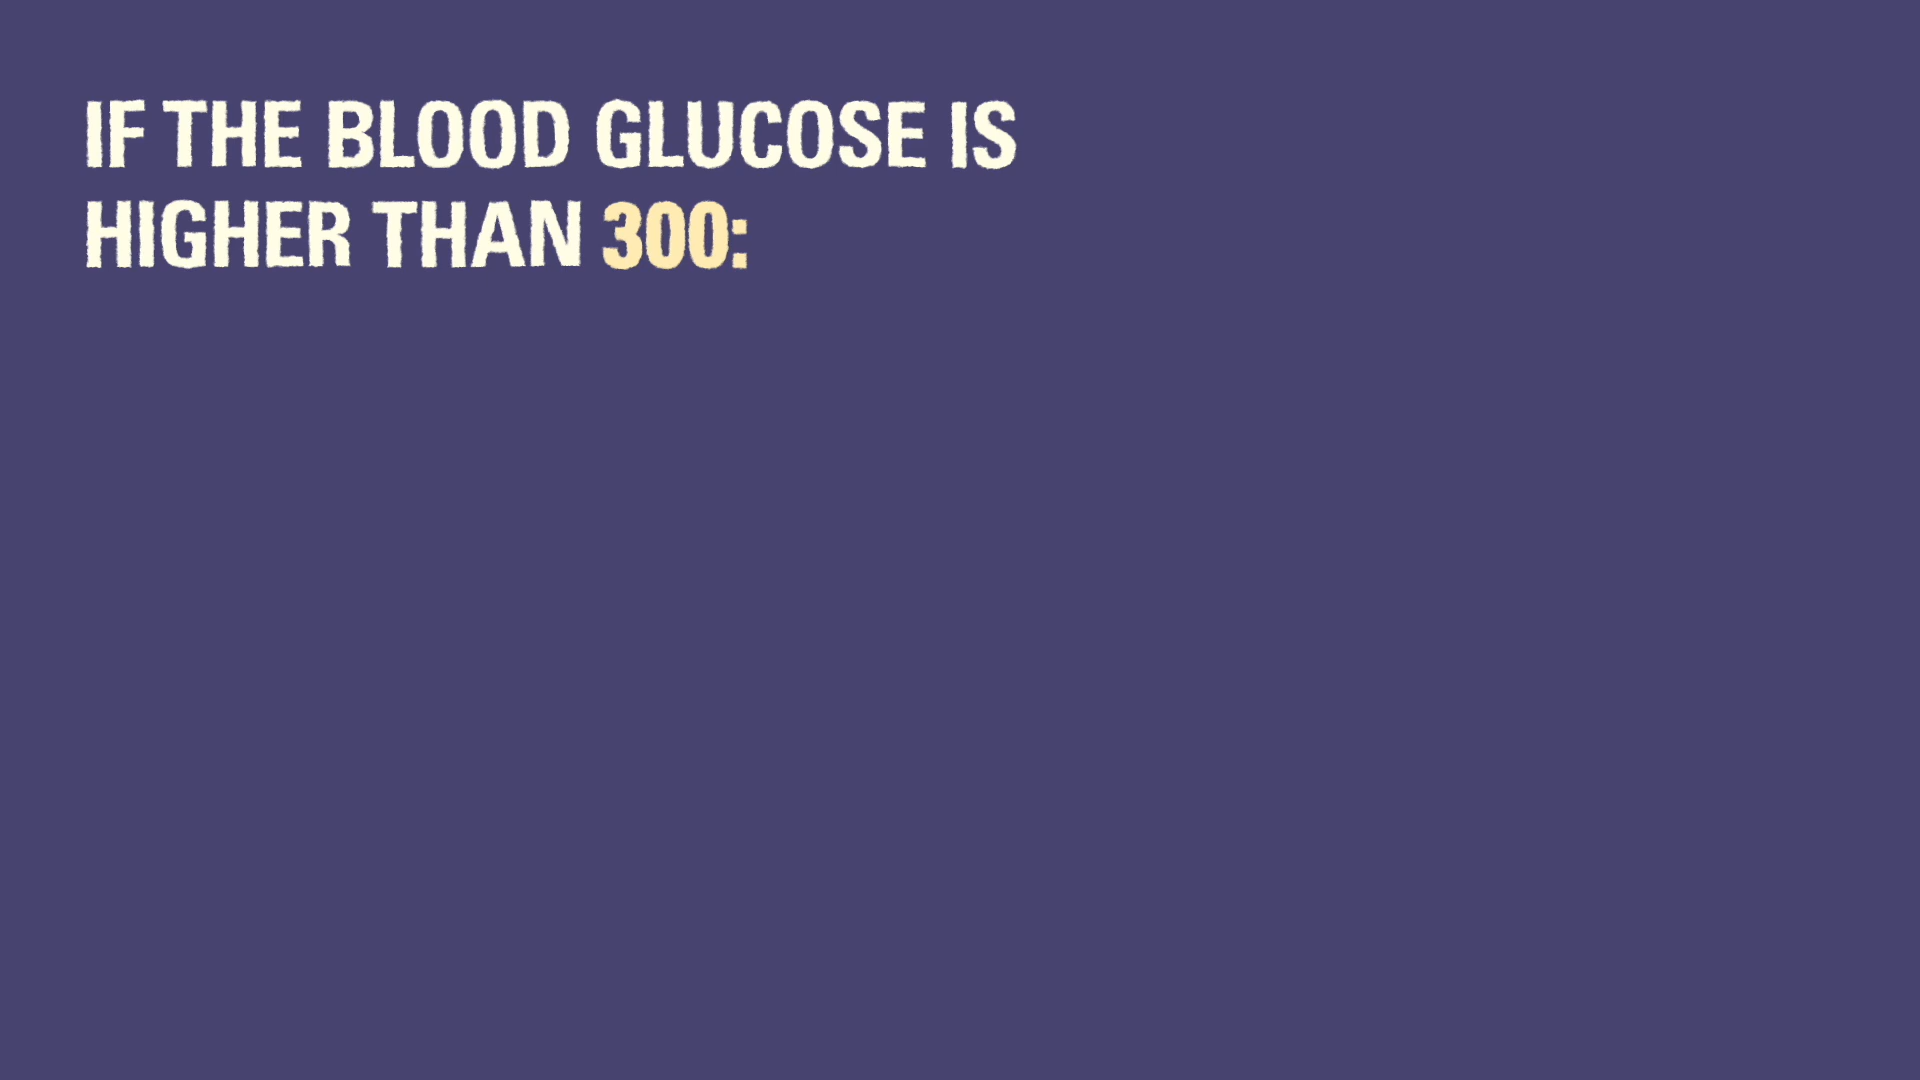 IF THE BLOOD GLUCOSE IS
HIGHER THAN 300: